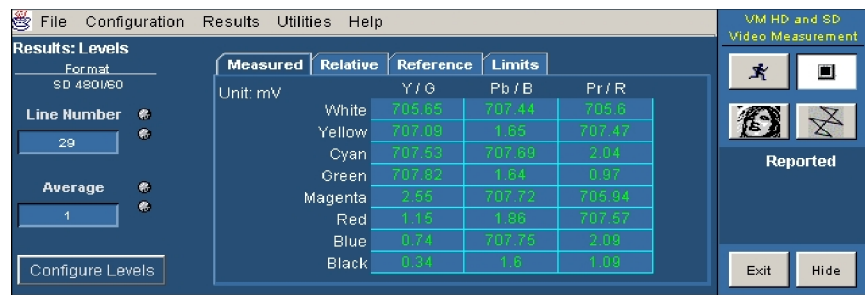 File Configuration Results Utilities Help
VM HD and SD
Video Measurement
Results: Levels
Format
SD 480I/60
Line Number
29
Average
1
Configure Levels
Measured Relative Reference Limits
Unit: mV Y / G Pb / B Pr / R
White 705.65 707.44 705.6
Yellow 707.09 1.65 707.47
Cyan 707.53 707.69 2.04
Green 707.82 1.64 0.97
Magenta 2.55 707.72 705.94
Red 1.15 1.86 707.57
Blue 0.74 707.75 2.09
Black 0.34 1.6 1.09
Reported
Exit Hide